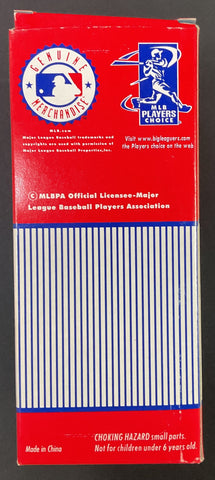 GENUINE
MERCHANDISE
MLB.com
Major League Baseball trademarks and
copyrights are used with permission of
Major League Baseball Properties, Inc.
MLB
PLAYERS
CHOICE
Visit www.bigleaguers.com
the Players choice on the web
© MLBPA Official Licensee-Major
League Baseball Players Association
CHOKING HAZARD small parts.
Not for children under 6 years old.
Made in China